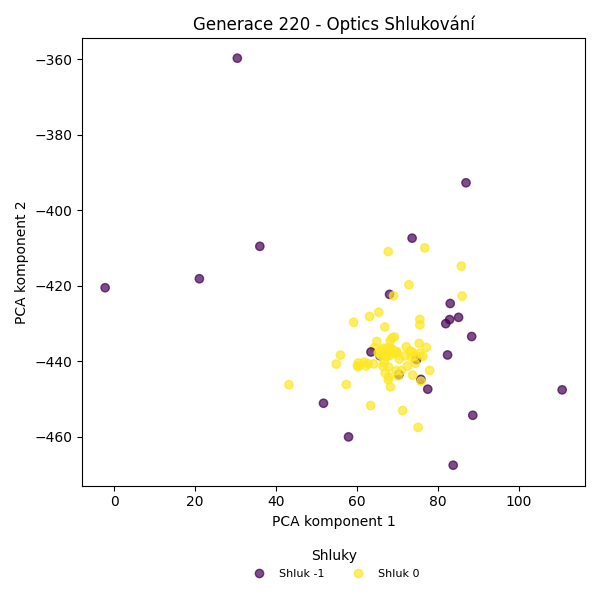 Generace 220 - Optics Shlukování
−360
−380
−400
−420
−440
−460
PCA komponent 2
0
20
40
60
80
100
PCA komponent 1
Shluky
Shluk -1
Shluk 0